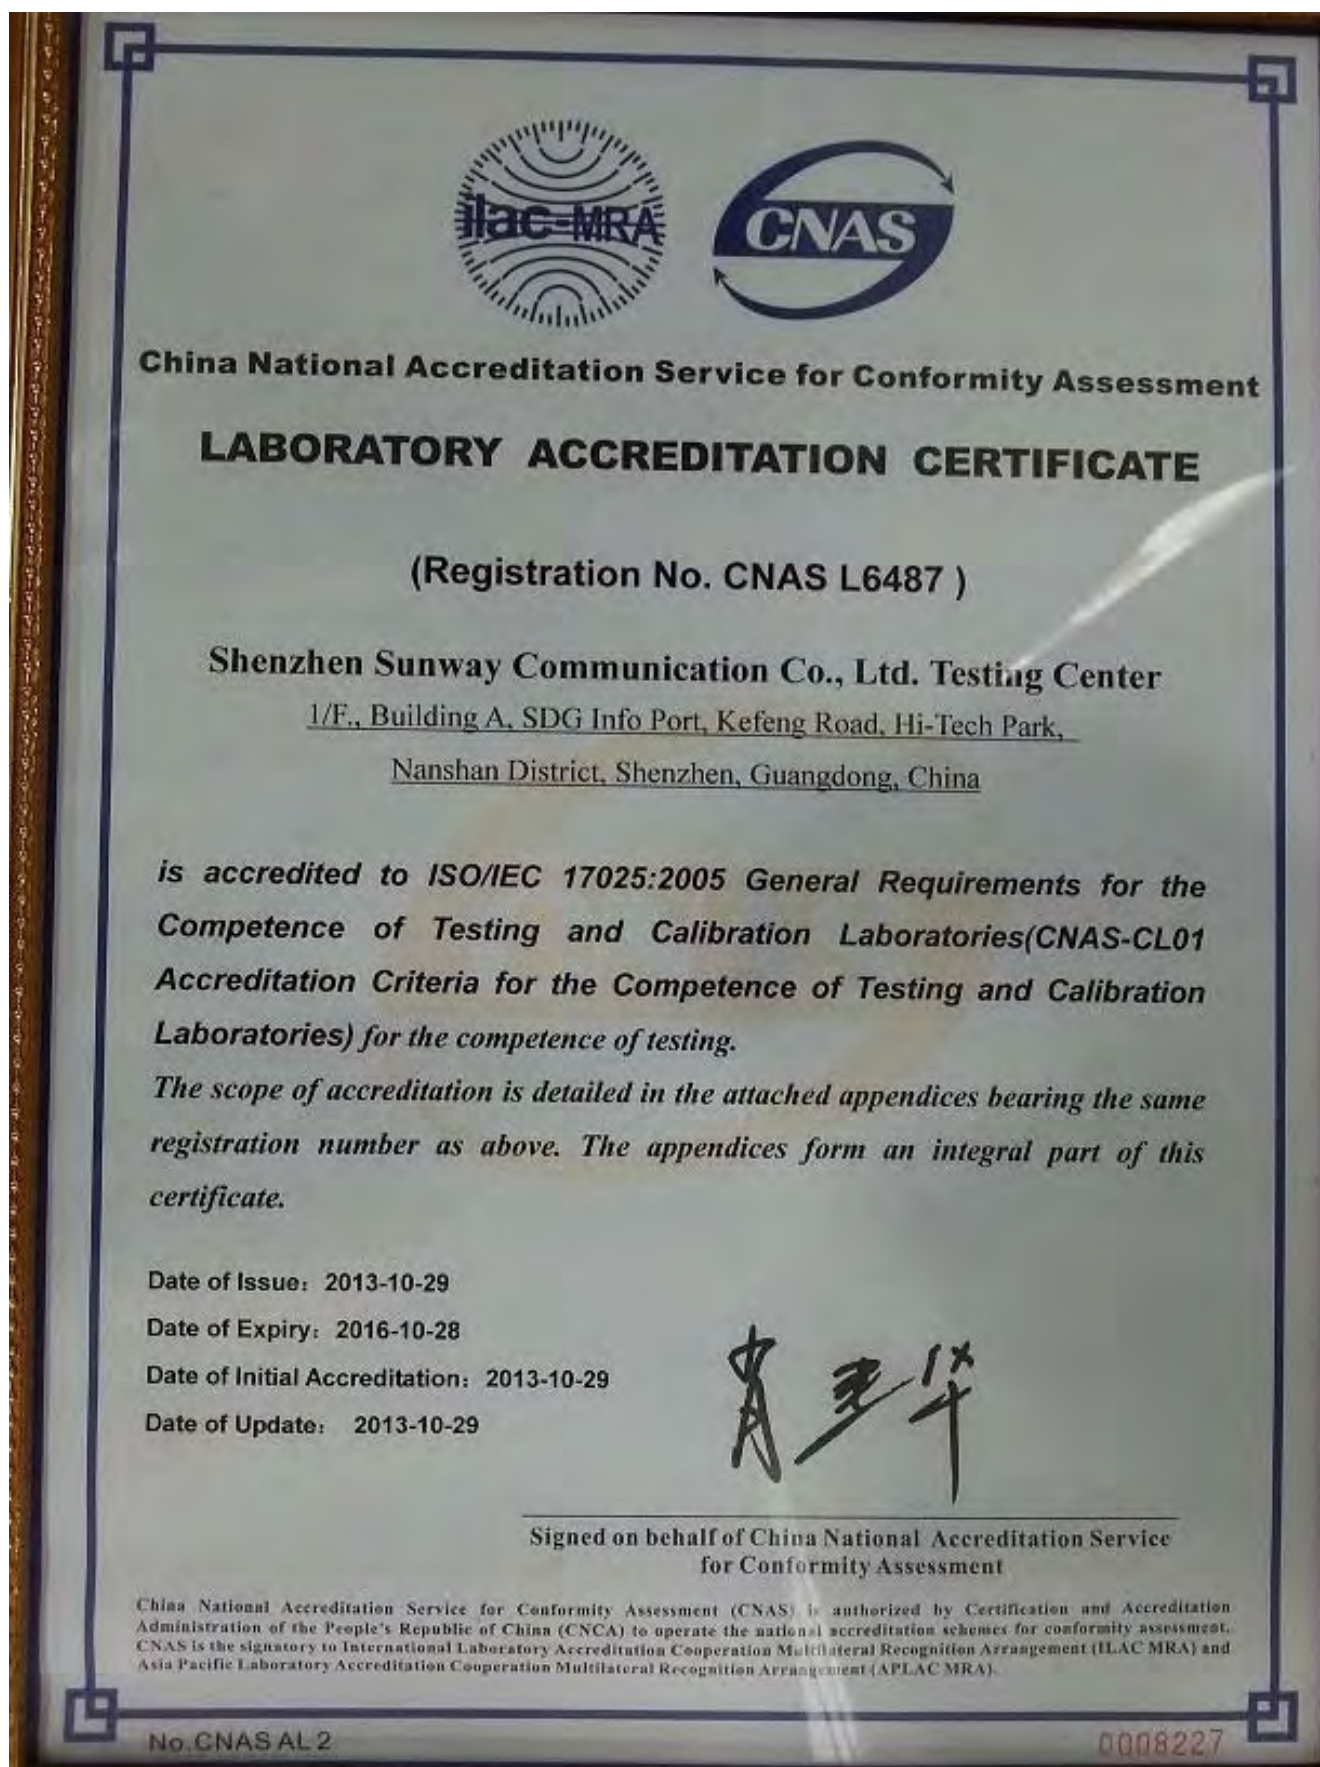 ilac-MRA
CNAS
China National Accreditation Service for Conformity Assessment
LABORATORY ACCREDITATION CERTIFICATE
(Registration No. CNAS L6487 )
Shenzhen Sunway Communication Co., Ltd. Testing Center
1/F., Building A, SDG Info Port, Kefeng Road, Hi-Tech Park,
Nanshan District, Shenzhen, Guangdong, China
is accredited to ISO/IEC 17025:2005 General Requirements for the
Competence of Testing and Calibration Laboratories(CNAS-CL01
Accreditation Criteria for the Competence of Testing and Calibration
Laboratories) for the competence of testing.
The scope of accreditation is detailed in the attached appendices bearing the same
registration number as above. The appendices form an integral part of this
certificate.
Date of Issue: 2013-10-29
Date of Expiry: 2016-10-28
Date of Initial Accreditation: 2013-10-29
Date of Update: 2013-10-29
Signed on behalf of China National Accreditation Service
for Conformity Assessment
China National Accreditation Service for Conformity Assessment (CNAS) is authorized by Certification and Accreditation
Administration of the People's Republic of China (CNCA) to operate the national accreditation schemes for conformity assessment.
CNAS is the signatory to International Laboratory Accreditation Cooperation Multilateral Recognition Arrangement (ILAC MRA) and
Asia Pacific Laboratory Accreditation Cooperation Multilateral Recognition Arrangement (APLAC MRA).
No.CNAS AL 2
0008227